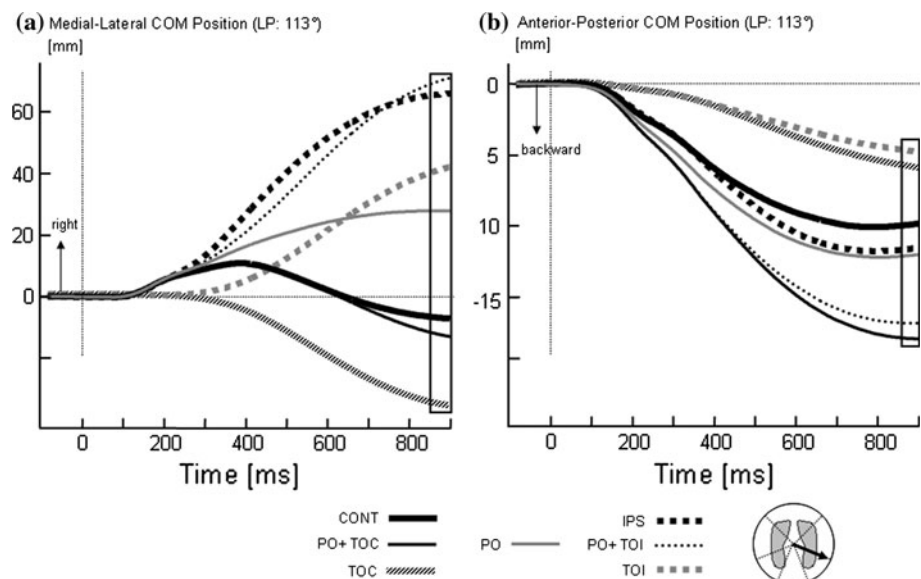 (a) Medial-Lateral COM Position (LP: 113°)
[mm]
60
40
20
0
right
0 200 400 600 800
Time [ms]
(b) Anterior-Posterior COM Position (LP: 113°)
[mm]
0
5
10
-15
backward
0 200 400 600 800
Time [ms]
CONT
PO+ TOC
TOC
PO
IPS
PO+ TOI
TOI